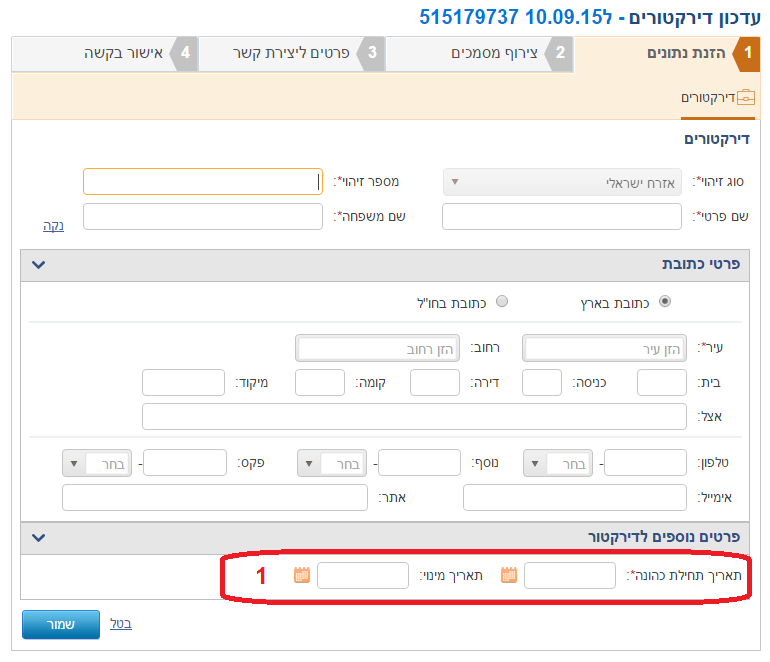 עדכון דירקטורים - ל10.09.15 515179737
1 הזנת נתונים 2 צירוף מסמכים 3 פרטים ליצירת קשר 4 אישור בקשה
דירקטורים
דירקטורים
סוג זיהוי*: אזרח ישראלי מספר זיהוי*:
שם פרטי*: שם משפחה*: נקה
פרטי כתובת
כתובת בארץ כתובת בחו"ל
עיר*: הזן עיר רחוב: הזן רחוב
בית: כניסה: דירה: קומה: מיקוד:
אצל:
טלפון: - בחר נוסף: - בחר פקס: - בחר
אימייל: אתר:
פרטים נוספים לדירקטור
תאריך תחילת כהונה*: תאריך מינוי: 1
בטל שמור